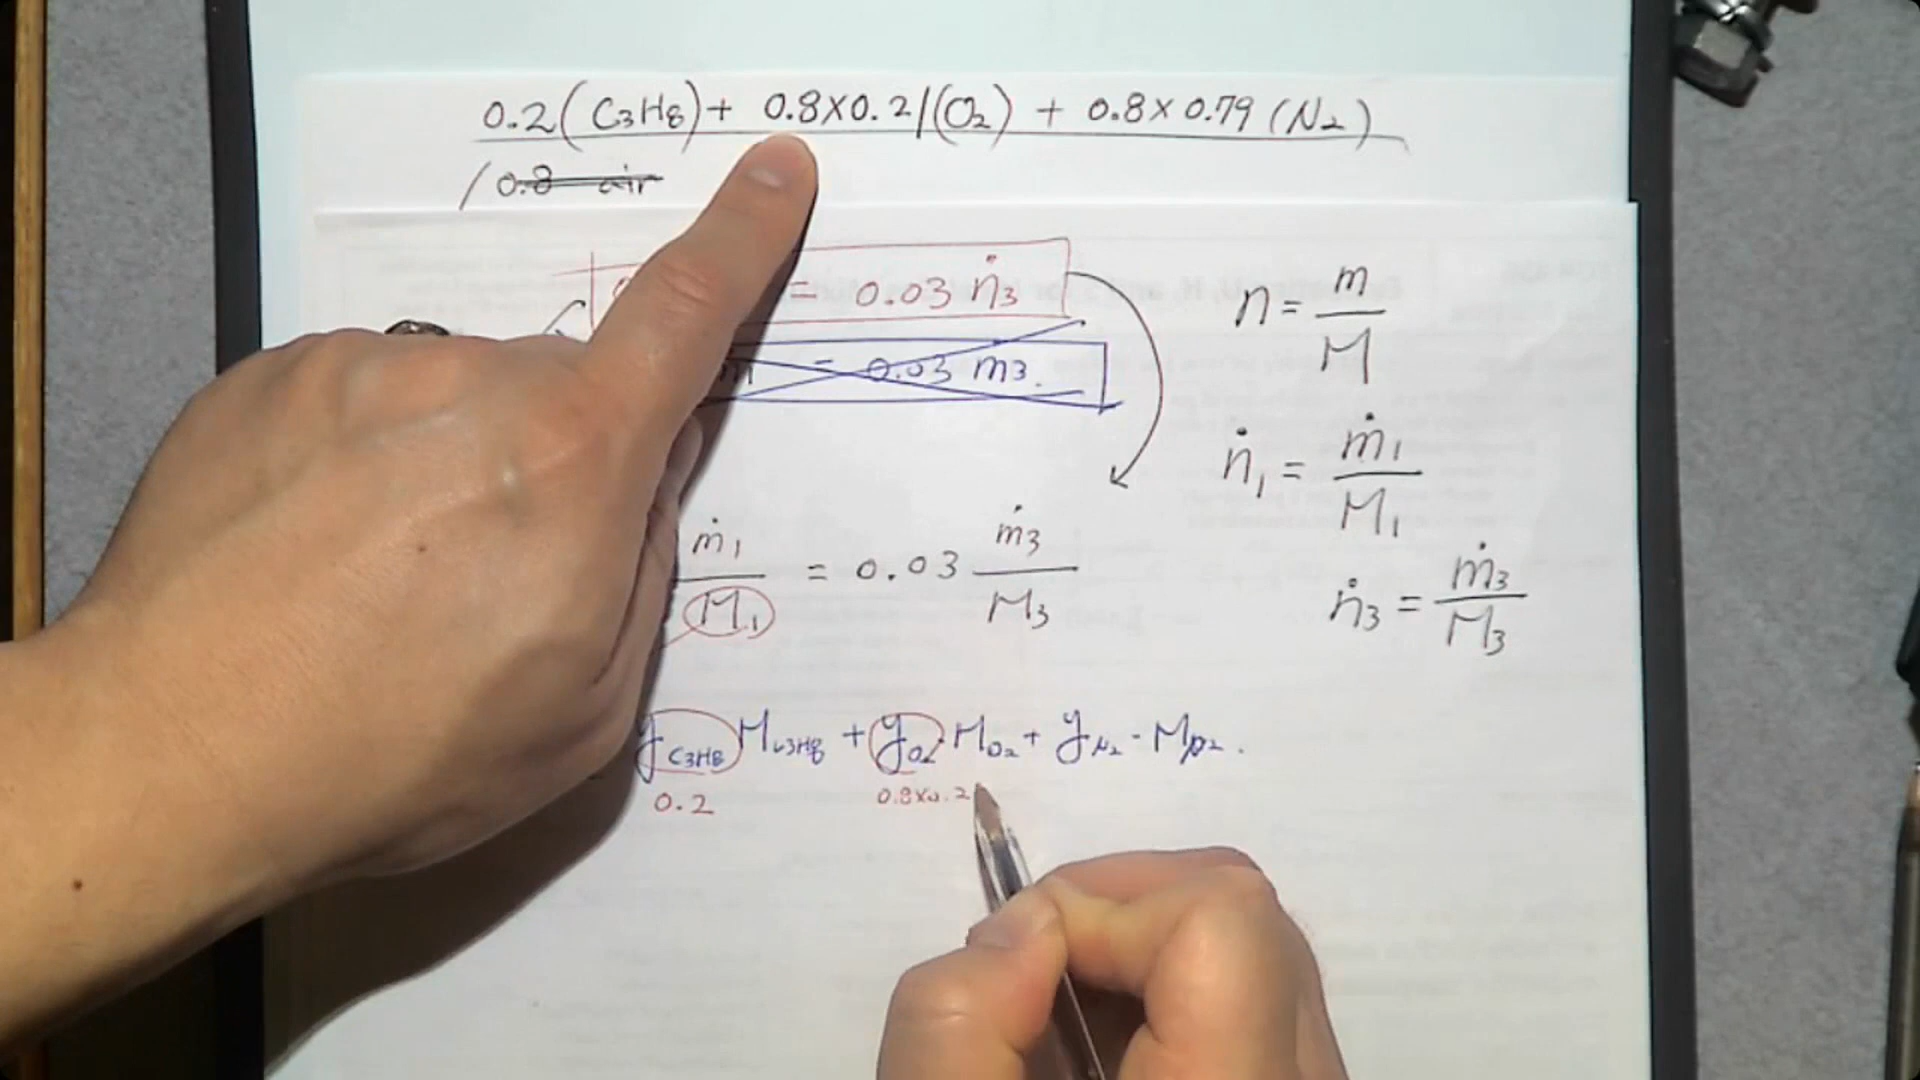 0.2(C3H8)+ 0.8×0.21(O2) + 0.8×0.79 (N2)
/ 0.8 air
= 0.03 ṅ3
m1 = 0.03 m3.
n = m/M
ṅ1 = ṁ1/M1
ṁ1/M1 = 0.03 ṁ3/M3
ṅ3 = ṁ3/M3
yC3H8 MC3H8 + yO2 · MO2 + yN2 · MN2.
0.2 0.8×0.2